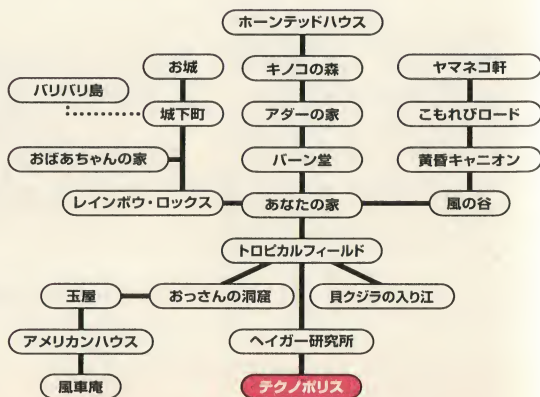 ホーンテッドハウス
お城
キノコの森
ヤマネコ軒
バリバリ島
城下町
アダーの家
こもれびロード
おばあちゃんの家
バーン堂
黄昏キャニオン
レインボウ・ロックス
あなたの家
風の谷
トロピカルフィールド
玉屋
おっさんの洞窟
貝クジラの入り江
アメリカンハウス
ヘイガー研究所
風車庵
テクノポリス